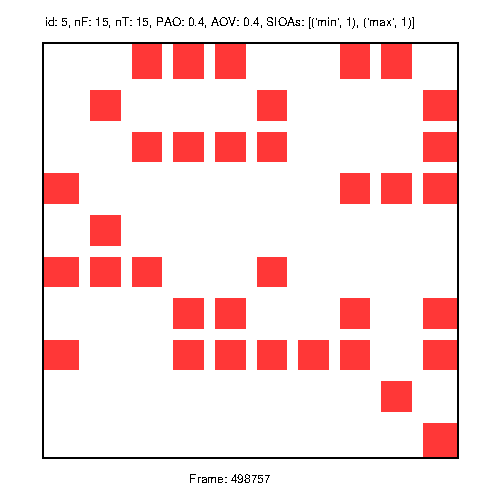 id: 5, nF: 15, nT: 15, PAO: 0.4, AOV: 0.4, SIOAs: [('min', 1), ('max', 1)]
Frame: 498757